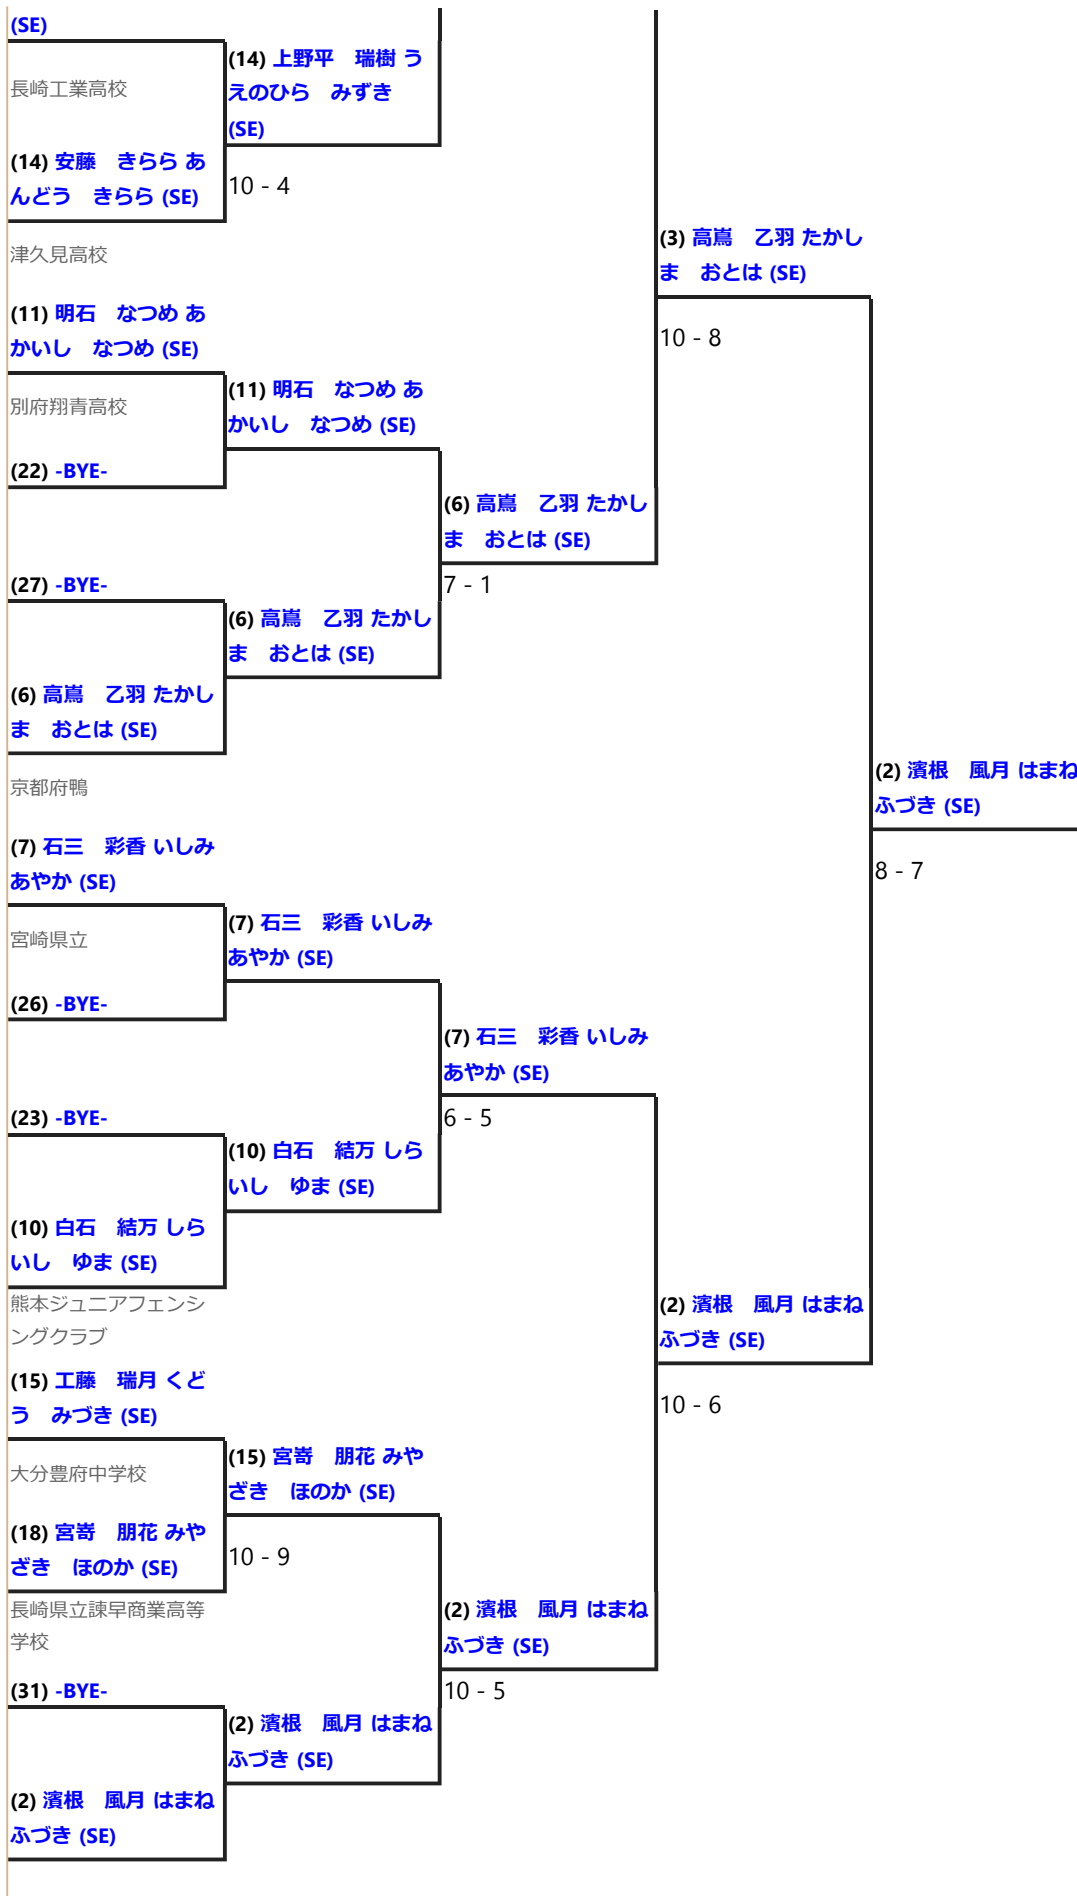 (SE)
長崎工業高校
(14) 安藤　きらら あ
んどう　きらら (SE)
津久見高校
(11) 明石　なつめ あ
かいし　なつめ (SE)
別府翔青高校
(22) -BYE-
(27) -BYE-
(6) 高嶌　乙羽 たかし
ま　おとは (SE)
京都府鴨
(7) 石三　彩香 いしみ
あやか (SE)
宮崎県立
(26) -BYE-
(23) -BYE-
(10) 白石　結万 しら
いし　ゆま (SE)
熊本ジュニアフェンシ
ングクラブ
(15) 工藤　瑞月 くど
う　みづき (SE)
大分豊府中学校
(18) 宮嵜　朋花 みや
ざき　ほのか (SE)
長崎県立諫早商業高等
学校
(31) -BYE-
(2) 濱根　風月 はまね
ふづき (SE)
(14) 上野平　瑞樹 う
えのひら　みずき
(SE)
10 - 4
(11) 明石　なつめ あ
かいし　なつめ (SE)
(6) 高嶌　乙羽 たかし
ま　おとは (SE)
(7) 石三　彩香 いしみ
あやか (SE)
(10) 白石　結万 しら
いし　ゆま (SE)
(15) 宮嵜　朋花 みや
ざき　ほのか (SE)
10 - 9
(2) 濱根　風月 はまね
ふづき (SE)
(6) 高嶌　乙羽 たかし
ま　おとは (SE)
7 - 1
(7) 石三　彩香 いしみ
あやか (SE)
6 - 5
(2) 濱根　風月 はまね
ふづき (SE)
10 - 5
(3) 高嶌　乙羽 たかし
ま　おとは (SE)
10 - 8
(2) 濱根　風月 はまね
ふづき (SE)
10 - 6
(2) 濱根　風月 はまね
ふづき (SE)
8 - 7